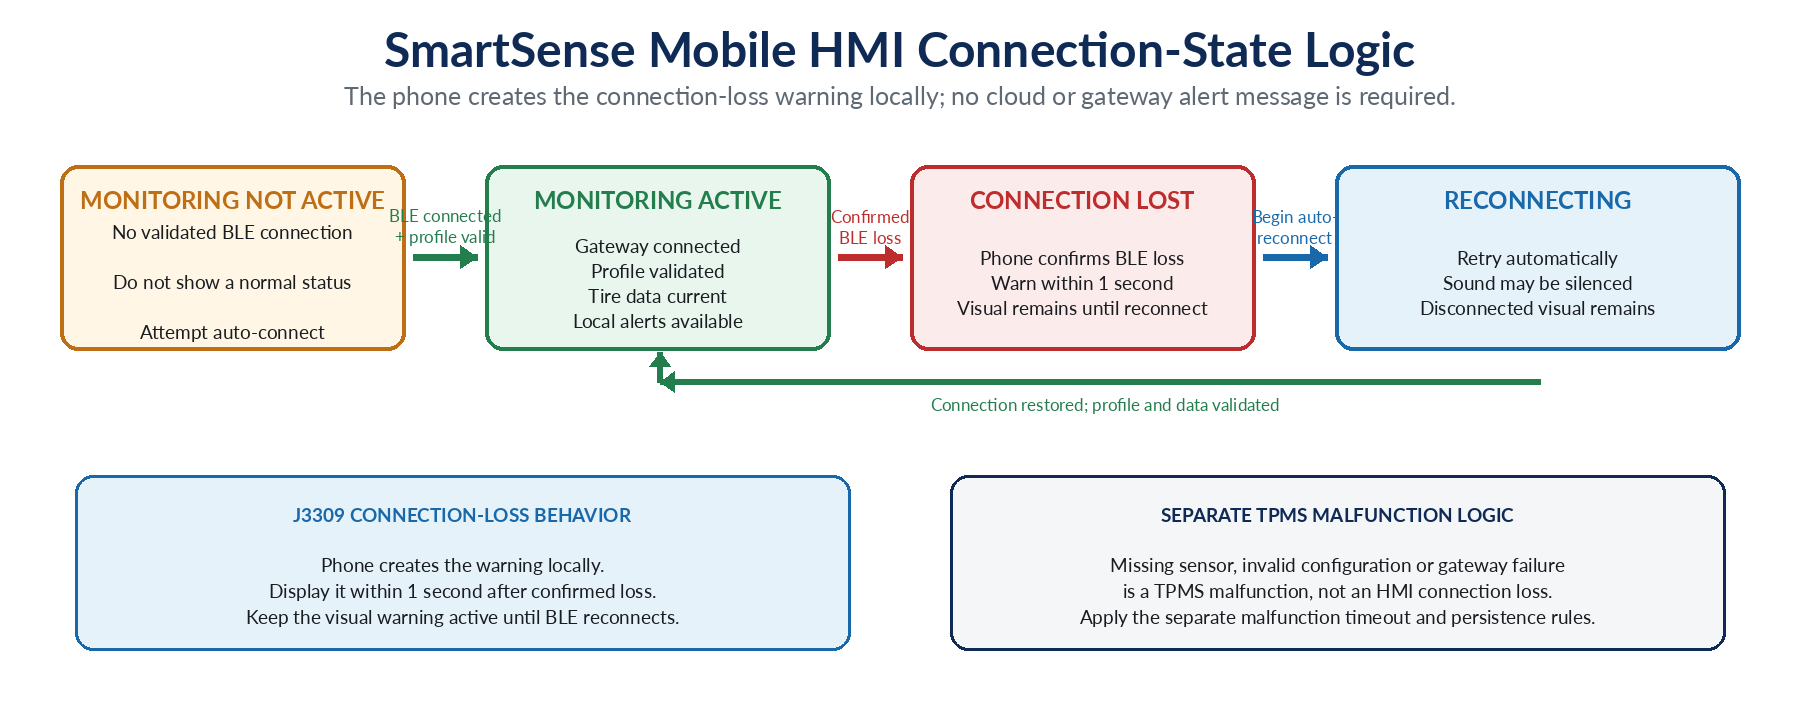 SmartSense Mobile HMI Connection-State Logic
The phone creates the connection-loss warning locally; no cloud or gateway alert message is required.
MONITORING NOT ACTIVE
No validated BLE connection
Do not show a normal status
Attempt auto-connect
BLE connected
+ profile valid
MONITORING ACTIVE
Gateway connected
Profile validated
Tire data current
Local alerts available
Confirmed
BLE loss
CONNECTION LOST
Phone confirms BLE loss
Warn within 1 second
Visual remains until reconnect
Begin auto-
reconnect
RECONNECTING
Retry automatically
Sound may be silenced
Disconnected visual remains
Connection restored; profile and data validated
J3309 CONNECTION-LOSS BEHAVIOR
Phone creates the warning locally.
Display it within 1 second after confirmed loss.
Keep the visual warning active until BLE reconnects.
SEPARATE TPMS MALFUNCTION LOGIC
Missing sensor, invalid configuration or gateway failure
is a TPMS malfunction, not an HMI connection loss.
Apply the separate malfunction timeout and persistence rules.